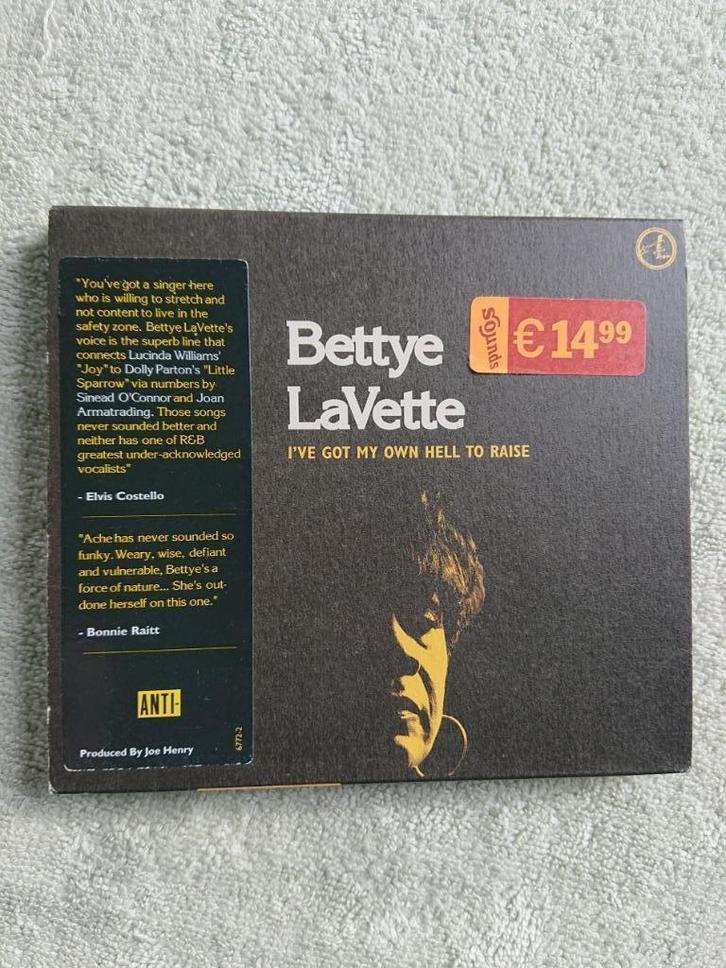 "You've got a singer here
who is willing to stretch and
not content to live in the
safety zone. Bettye LaVette's
voice is the superb line that
connects Lucinda Williams'
"Joy" to Dolly Parton's "Little
Sparrow" via numbers by
Sinead O'Connor and Joan
Armatrading. Those songs
never sounded better and
neither has one of R&B
greatest under-acknowledged
vocalists"
- Elvis Costello
"Ache has never sounded so
funky. Weary, wise, defiant
and vulnerable, Bettye's a
force of nature... She's out-
done herself on this one."
- Bonnie Raitt
ANTI-
Produced By Joe Henry
6772-2
Bettye
LaVette
I'VE GOT MY OWN HELL TO RAISE
sounds
€ 1499